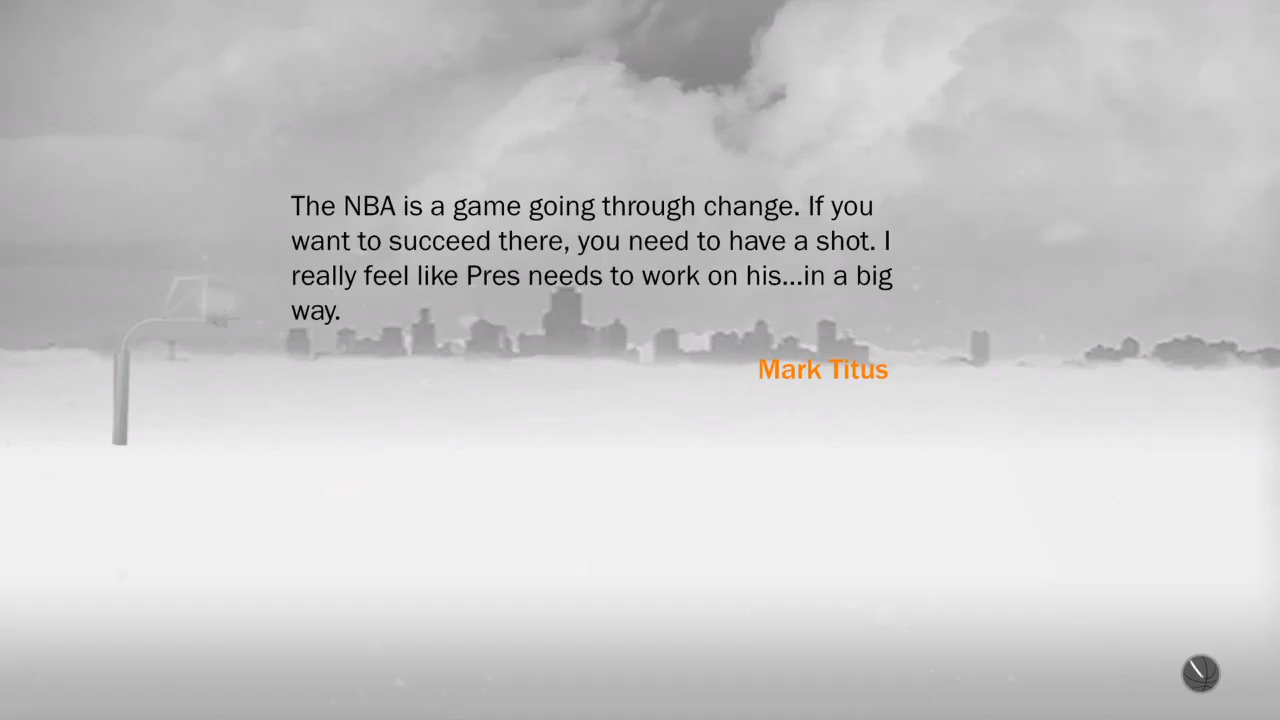 The NBA is a game going through change. If you
want to succeed there, you need to have a shot. I
really feel like Pres needs to work on his...in a big
way.
Mark Titus